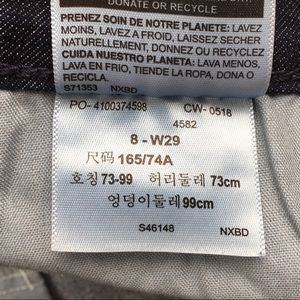 DONATE OR RECYCLE
PRENEZ SOIN DE NOTRE PLANETE: LAVEZ
MOINS, LAVEZ A FROID, LAISSEZ SECHER
NATURELLEMENT, DONNEZ OU RECYCLEZ
CUIDA NUESTRO PLANETA: LAVA MENOS,
LAVA EN FRIO, TIENDE LA ROPA, DONA O
RECICLA.
S71353 NXBD
PO- 4100374598 CW- 0518
4582
8 - W29
尺码 165/74A
호칭 73-99 허리둘레 73cm
엉덩이둘레 99cm
S46148 NXBD